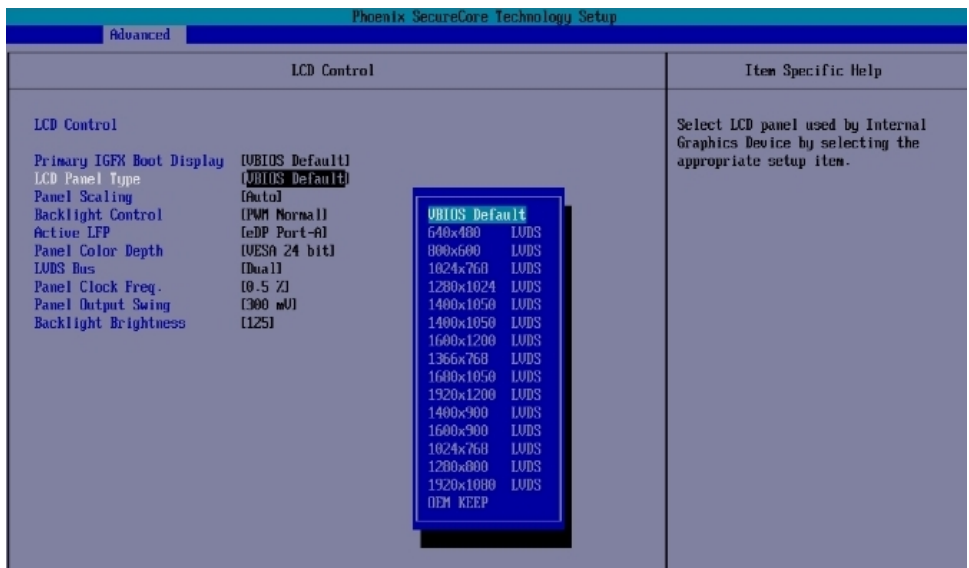 Phoenix SecureCore Technology Setup
Advanced
LCD Control
Item Specific Help
LCD Control
Primary IGFX Boot Display [VBIOS Default]
LCD Panel Type [VBIOS Default]
Panel Scaling [Auto]
Backlight Control [PWM Normal]
Active LFP [eDP Port-A]
Panel Color Depth [VESA 24 bit]
LVDS Bus [Dual]
Panel Clock Freq. [0.5 %]
Panel Output Swing [300 mV]
Backlight Brightness [125]
VBIOS Default
640x480 LVDS
800x600 LVDS
1024x768 LVDS
1280x1024 LVDS
1400x1050 LVDS
1400x1050 LVDS
1600x1200 LVDS
1366x768 LVDS
1680x1050 LVDS
1920x1200 LVDS
1400x900 LVDS
1600x900 LVDS
1024x768 LVDS
1280x800 LVDS
1920x1080 LVDS
OEM KEEP
Select LCD panel used by Internal
Graphics Device by selecting the
appropriate setup item.